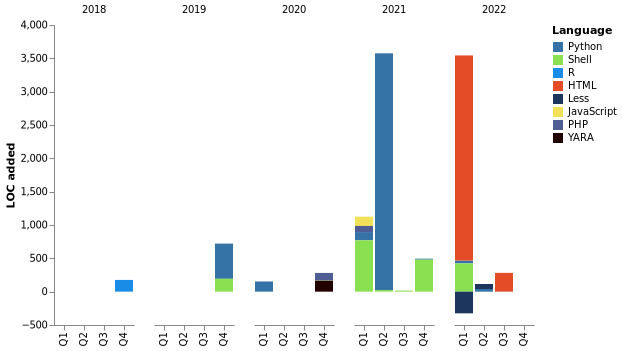 2018 2019 2020 2021 2022
LOC added
4,000
3,500
3,000
2,500
2,000
1,500
1,000
500
0
−500
Q1 Q2 Q3 Q4 Q1 Q2 Q3 Q4 Q1 Q2 Q3 Q4 Q1 Q2 Q3 Q4 Q1 Q2 Q3 Q4
Language
Python
Shell
R
HTML
Less
JavaScript
PHP
YARA